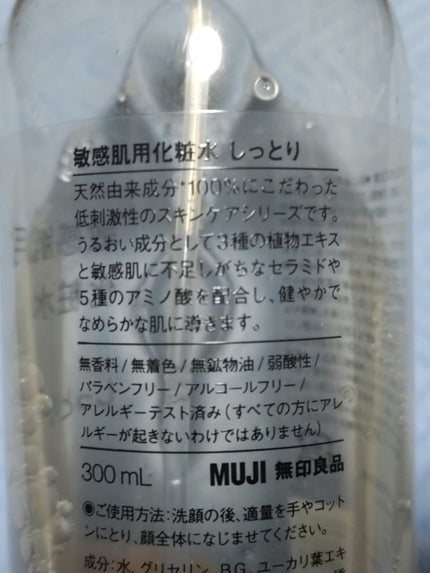 敏感肌用化粧水 しっとり
天然由来成分*100%にこだわった
低刺激性のスキンケアシリーズです。
うるおい成分として3種の植物エキス
と敏感肌に不足しがちなセラミドや
5種のアミノ酸を配合し、健やかで
なめらかな肌に導きます。
無香料/無着色/無鉱物油/弱酸性/
パラベンフリー/アルコールフリー/
アレルギーテスト済み(すべての方にアレ
ルギーが起きないわけではありません)
300mL MUJI 無印良品
◉ご使用方法:洗顔の後、適量を手やコット
ンにとり、顔全体になじませてください。
成分:水、グリセリン、BG、ユーカリ葉エキ